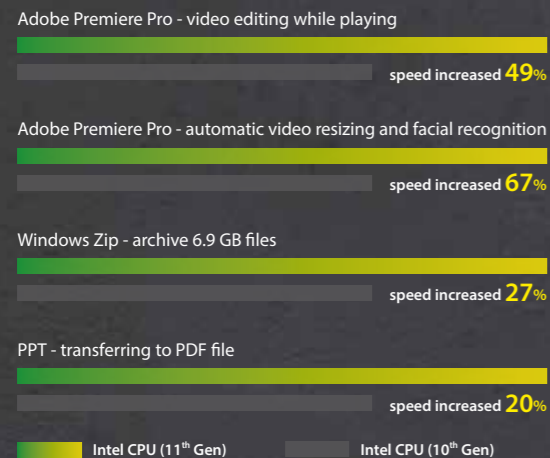 Adobe Premiere Pro - video editing while playing
speed increased 49%
Adobe Premiere Pro - automatic video resizing and facial recognition
speed increased 67%
Windows Zip - archive 6.9 GB files
speed increased 27%
PPT - transferring to PDF file
speed increased 20%
Intel CPU (11th Gen) Intel CPU (10th Gen)